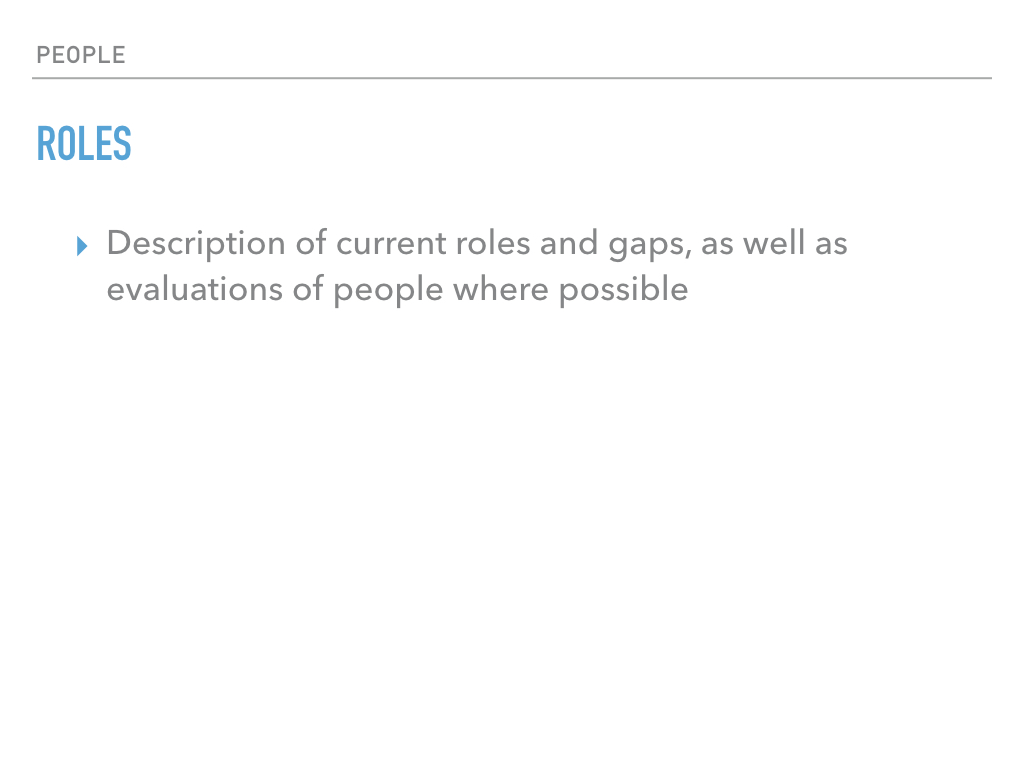 PEOPLE
ROLES
Description of current roles and gaps, as well as
evaluations of people where possible